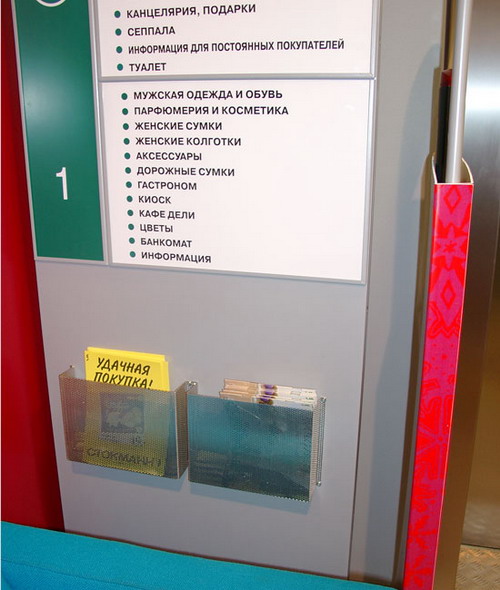 КАНЦЕЛЯРИЯ, ПОДАРКИ
СЕППАЛА
ИНФОРМАЦИЯ ДЛЯ ПОСТОЯННЫХ ПОКУПАТЕЛЕЙ
ТУАЛЕТ
1
МУЖСКАЯ ОДЕЖДА И ОБУВЬ
ПАРФЮМЕРИЯ И КОСМЕТИКА
ЖЕНСКИЕ СУМКИ
ЖЕНСКИЕ КОЛГОТКИ
АКСЕССУАРЫ
ДОРОЖНЫЕ СУМКИ
ГАСТРОНОМ
КИОСК
КАФЕ ДЕЛИ
ЦВЕТЫ
БАНКОМАТ
ИНФОРМАЦИЯ
УДАЧНАЯ
ПОКУПКА!
СТОКМАНН